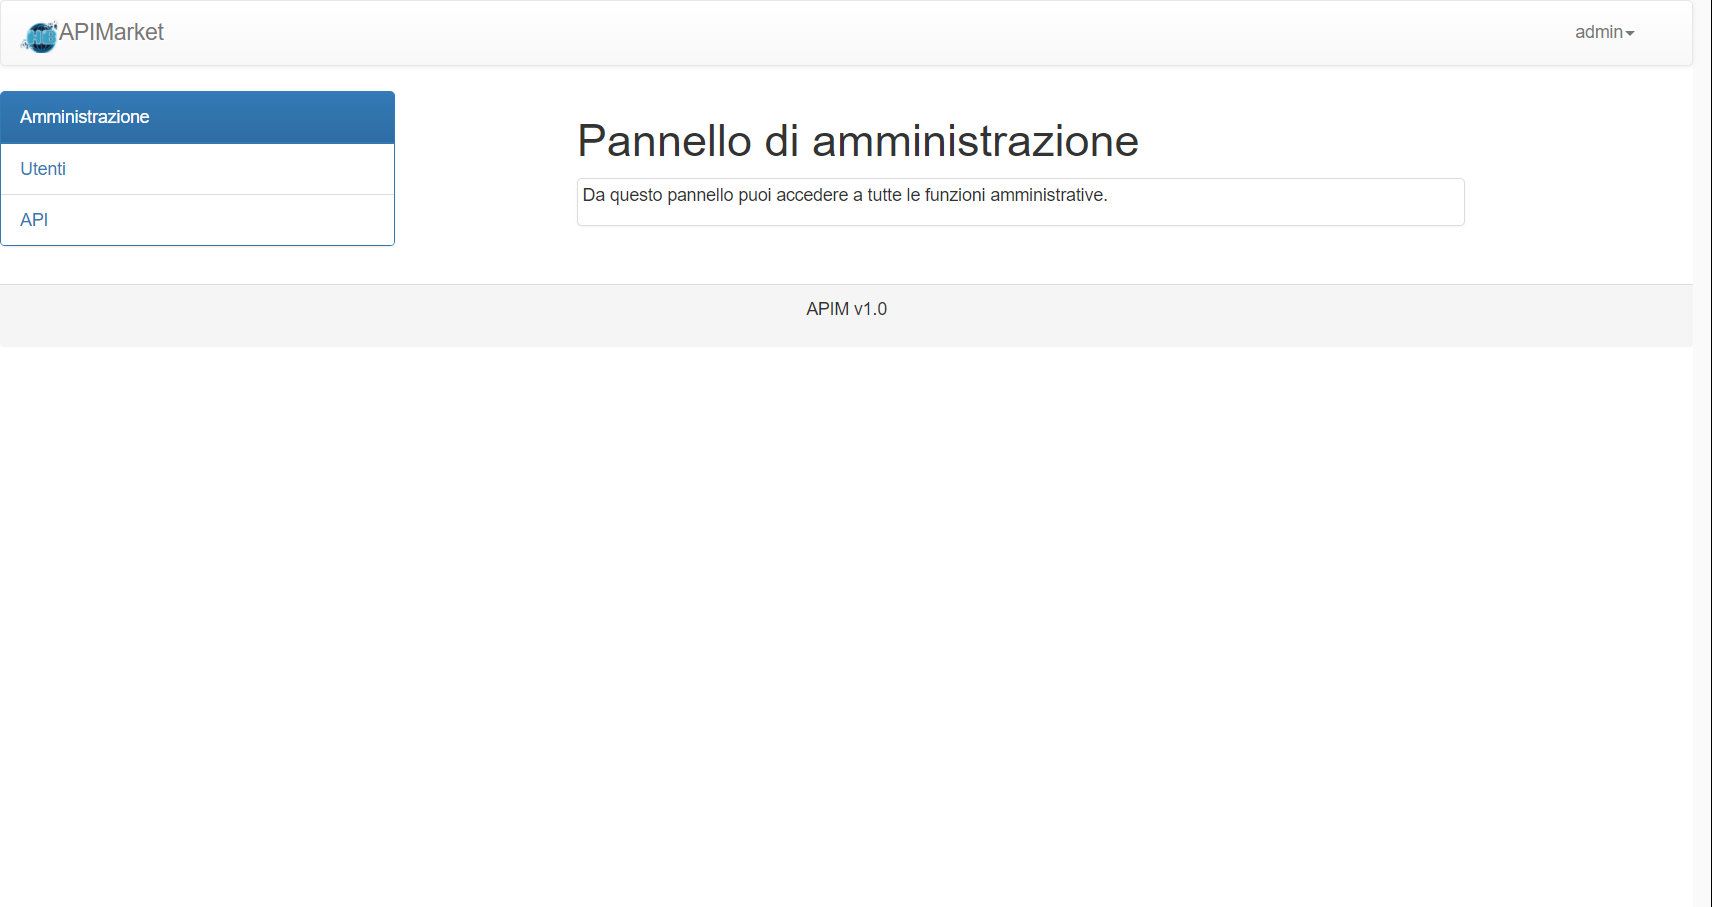 APIMarket
admin
Amministrazione
Utenti
API
Pannello di amministrazione
Da questo pannello puoi accedere a tutte le funzioni amministrative.
APIM v1.0